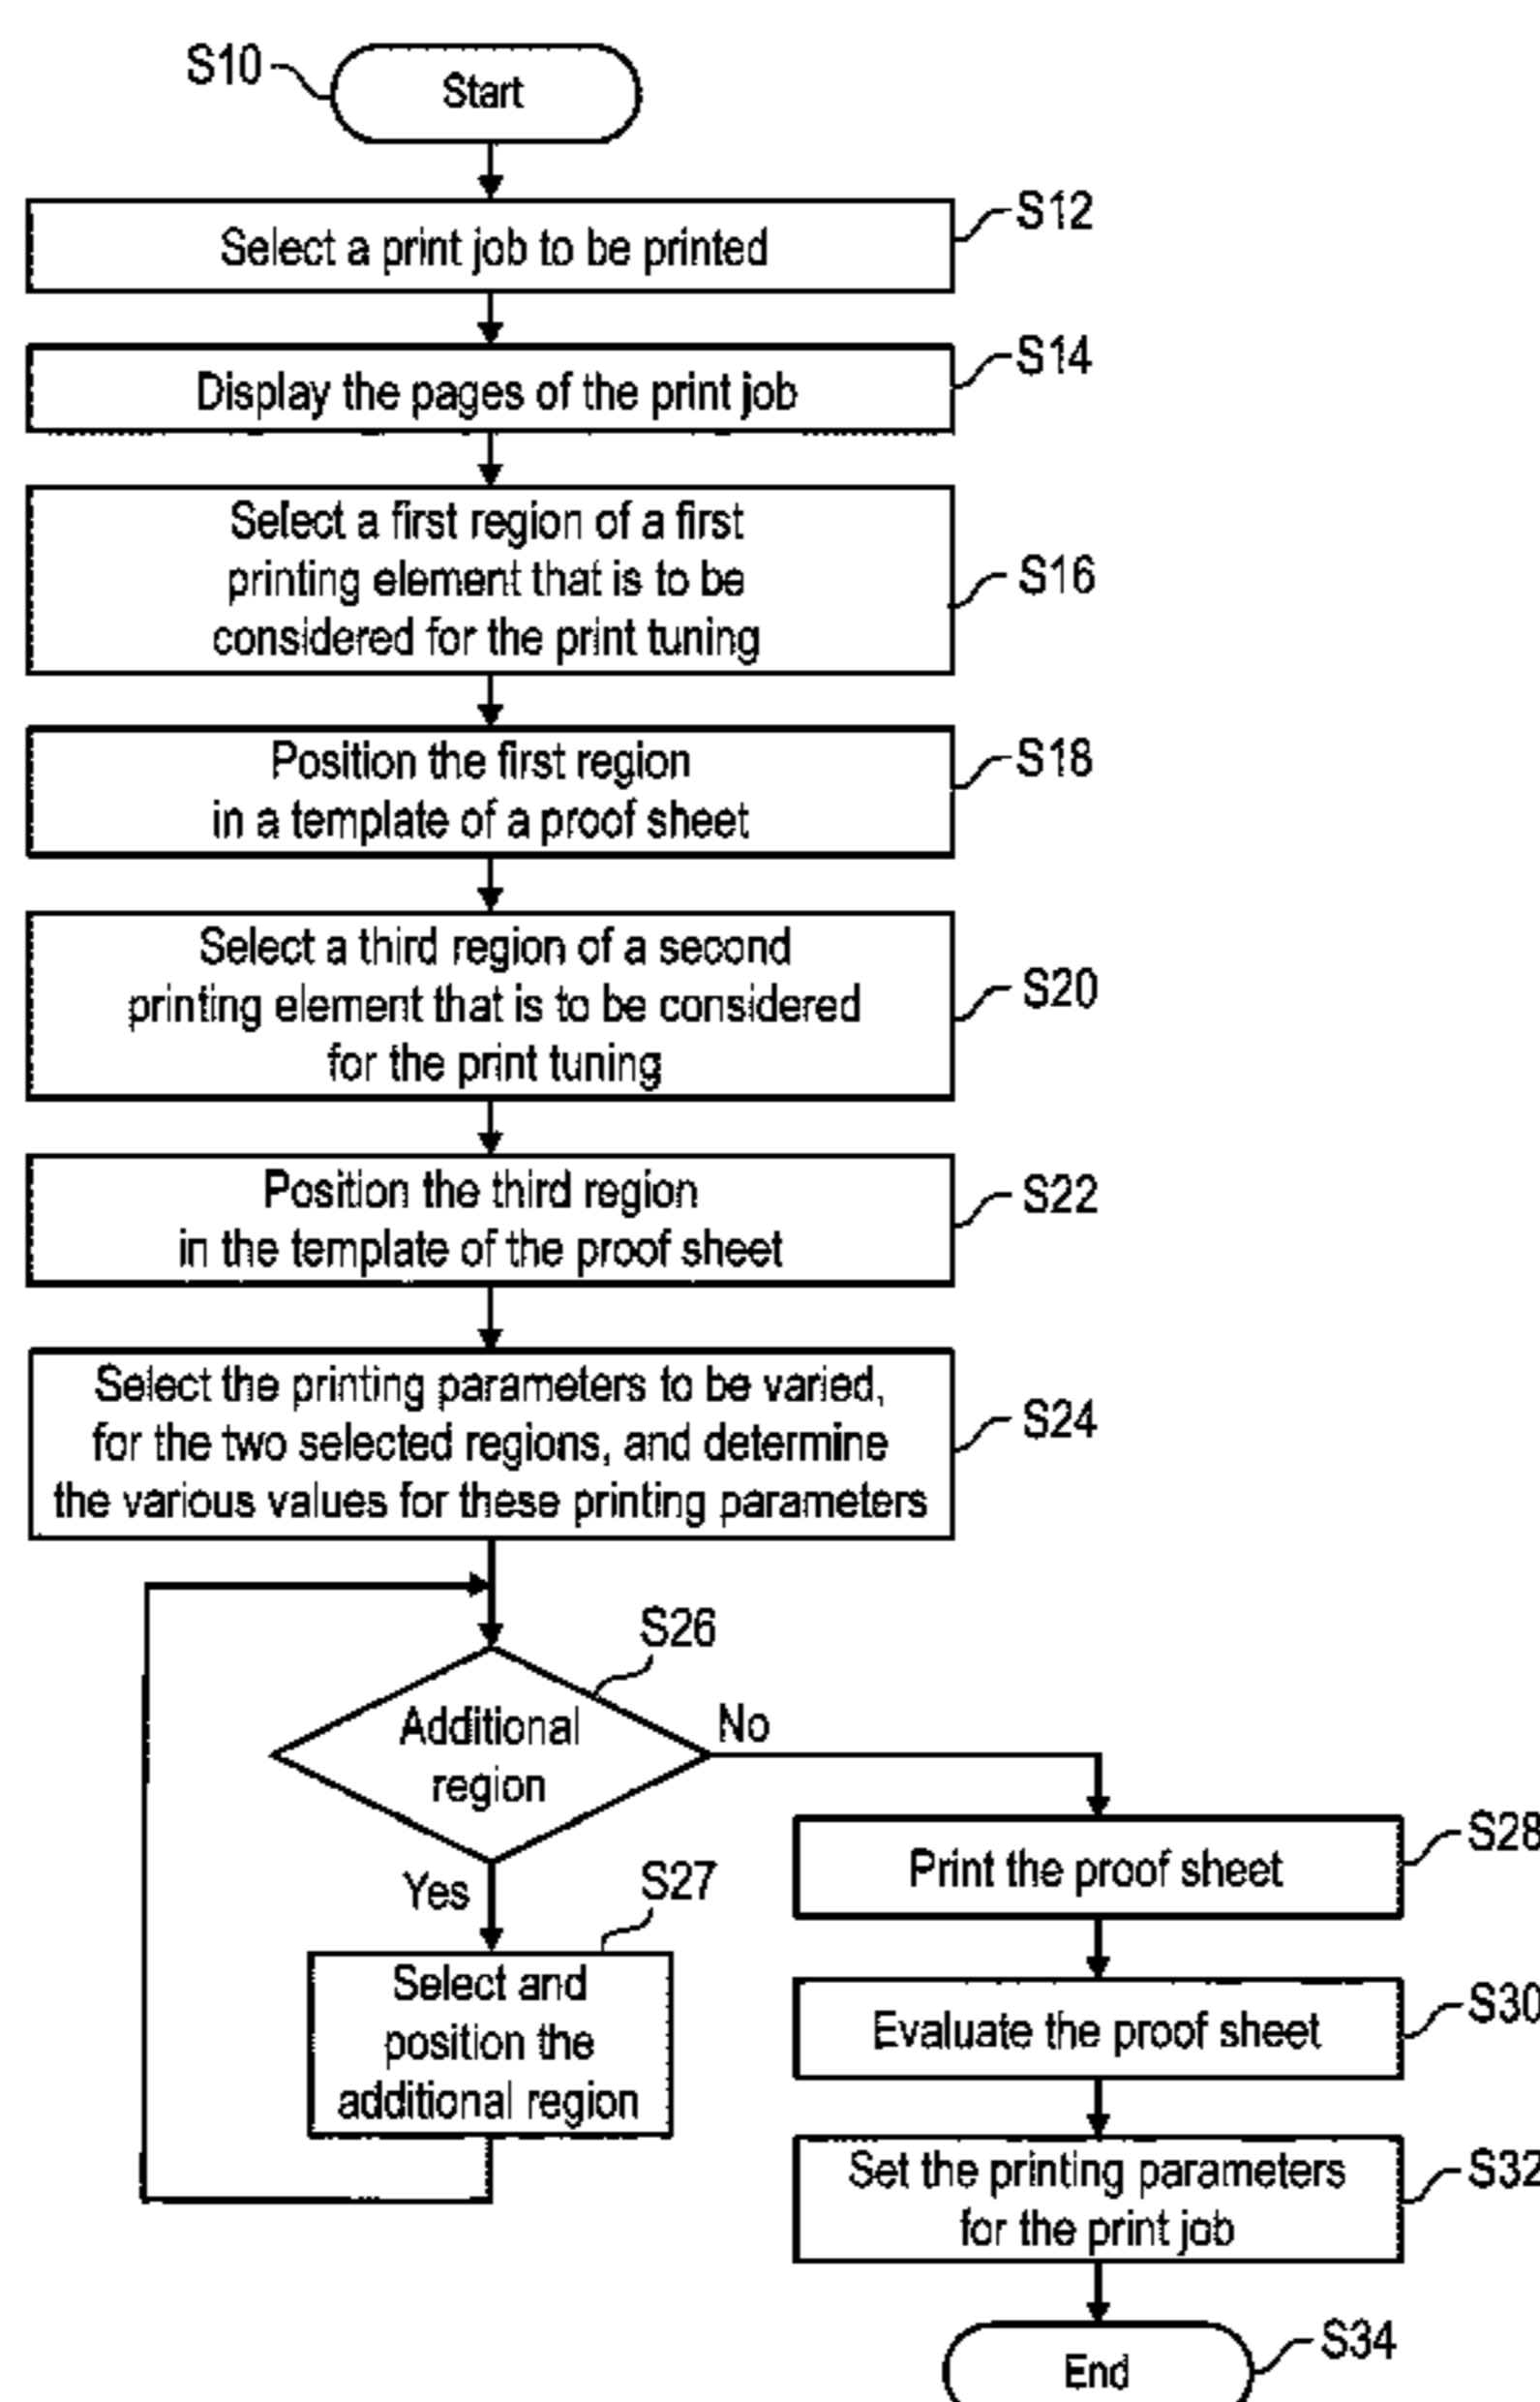 S10
Start
Select a print job to be printed
S12
Display the pages of the print job
S14
Select a first region of a first
printing element that is to be
considered for the print tuning
S16
Position the first region
in a template of a proof sheet
S18
Select a third region of a second
printing element that is to be considered
for the print tuning
S20
Position the third region
in the template of the proof sheet
S22
Select the printing parameters to be varied,
for the two selected regions, and determine
the various values for these printing parameters
S24
S26
Additional
region
No
Yes
S27
Select and
position the
additional region
Print the proof sheet
S28
Evaluate the proof sheet
S30
Set the printing parameters
for the print job
S32
End
S34